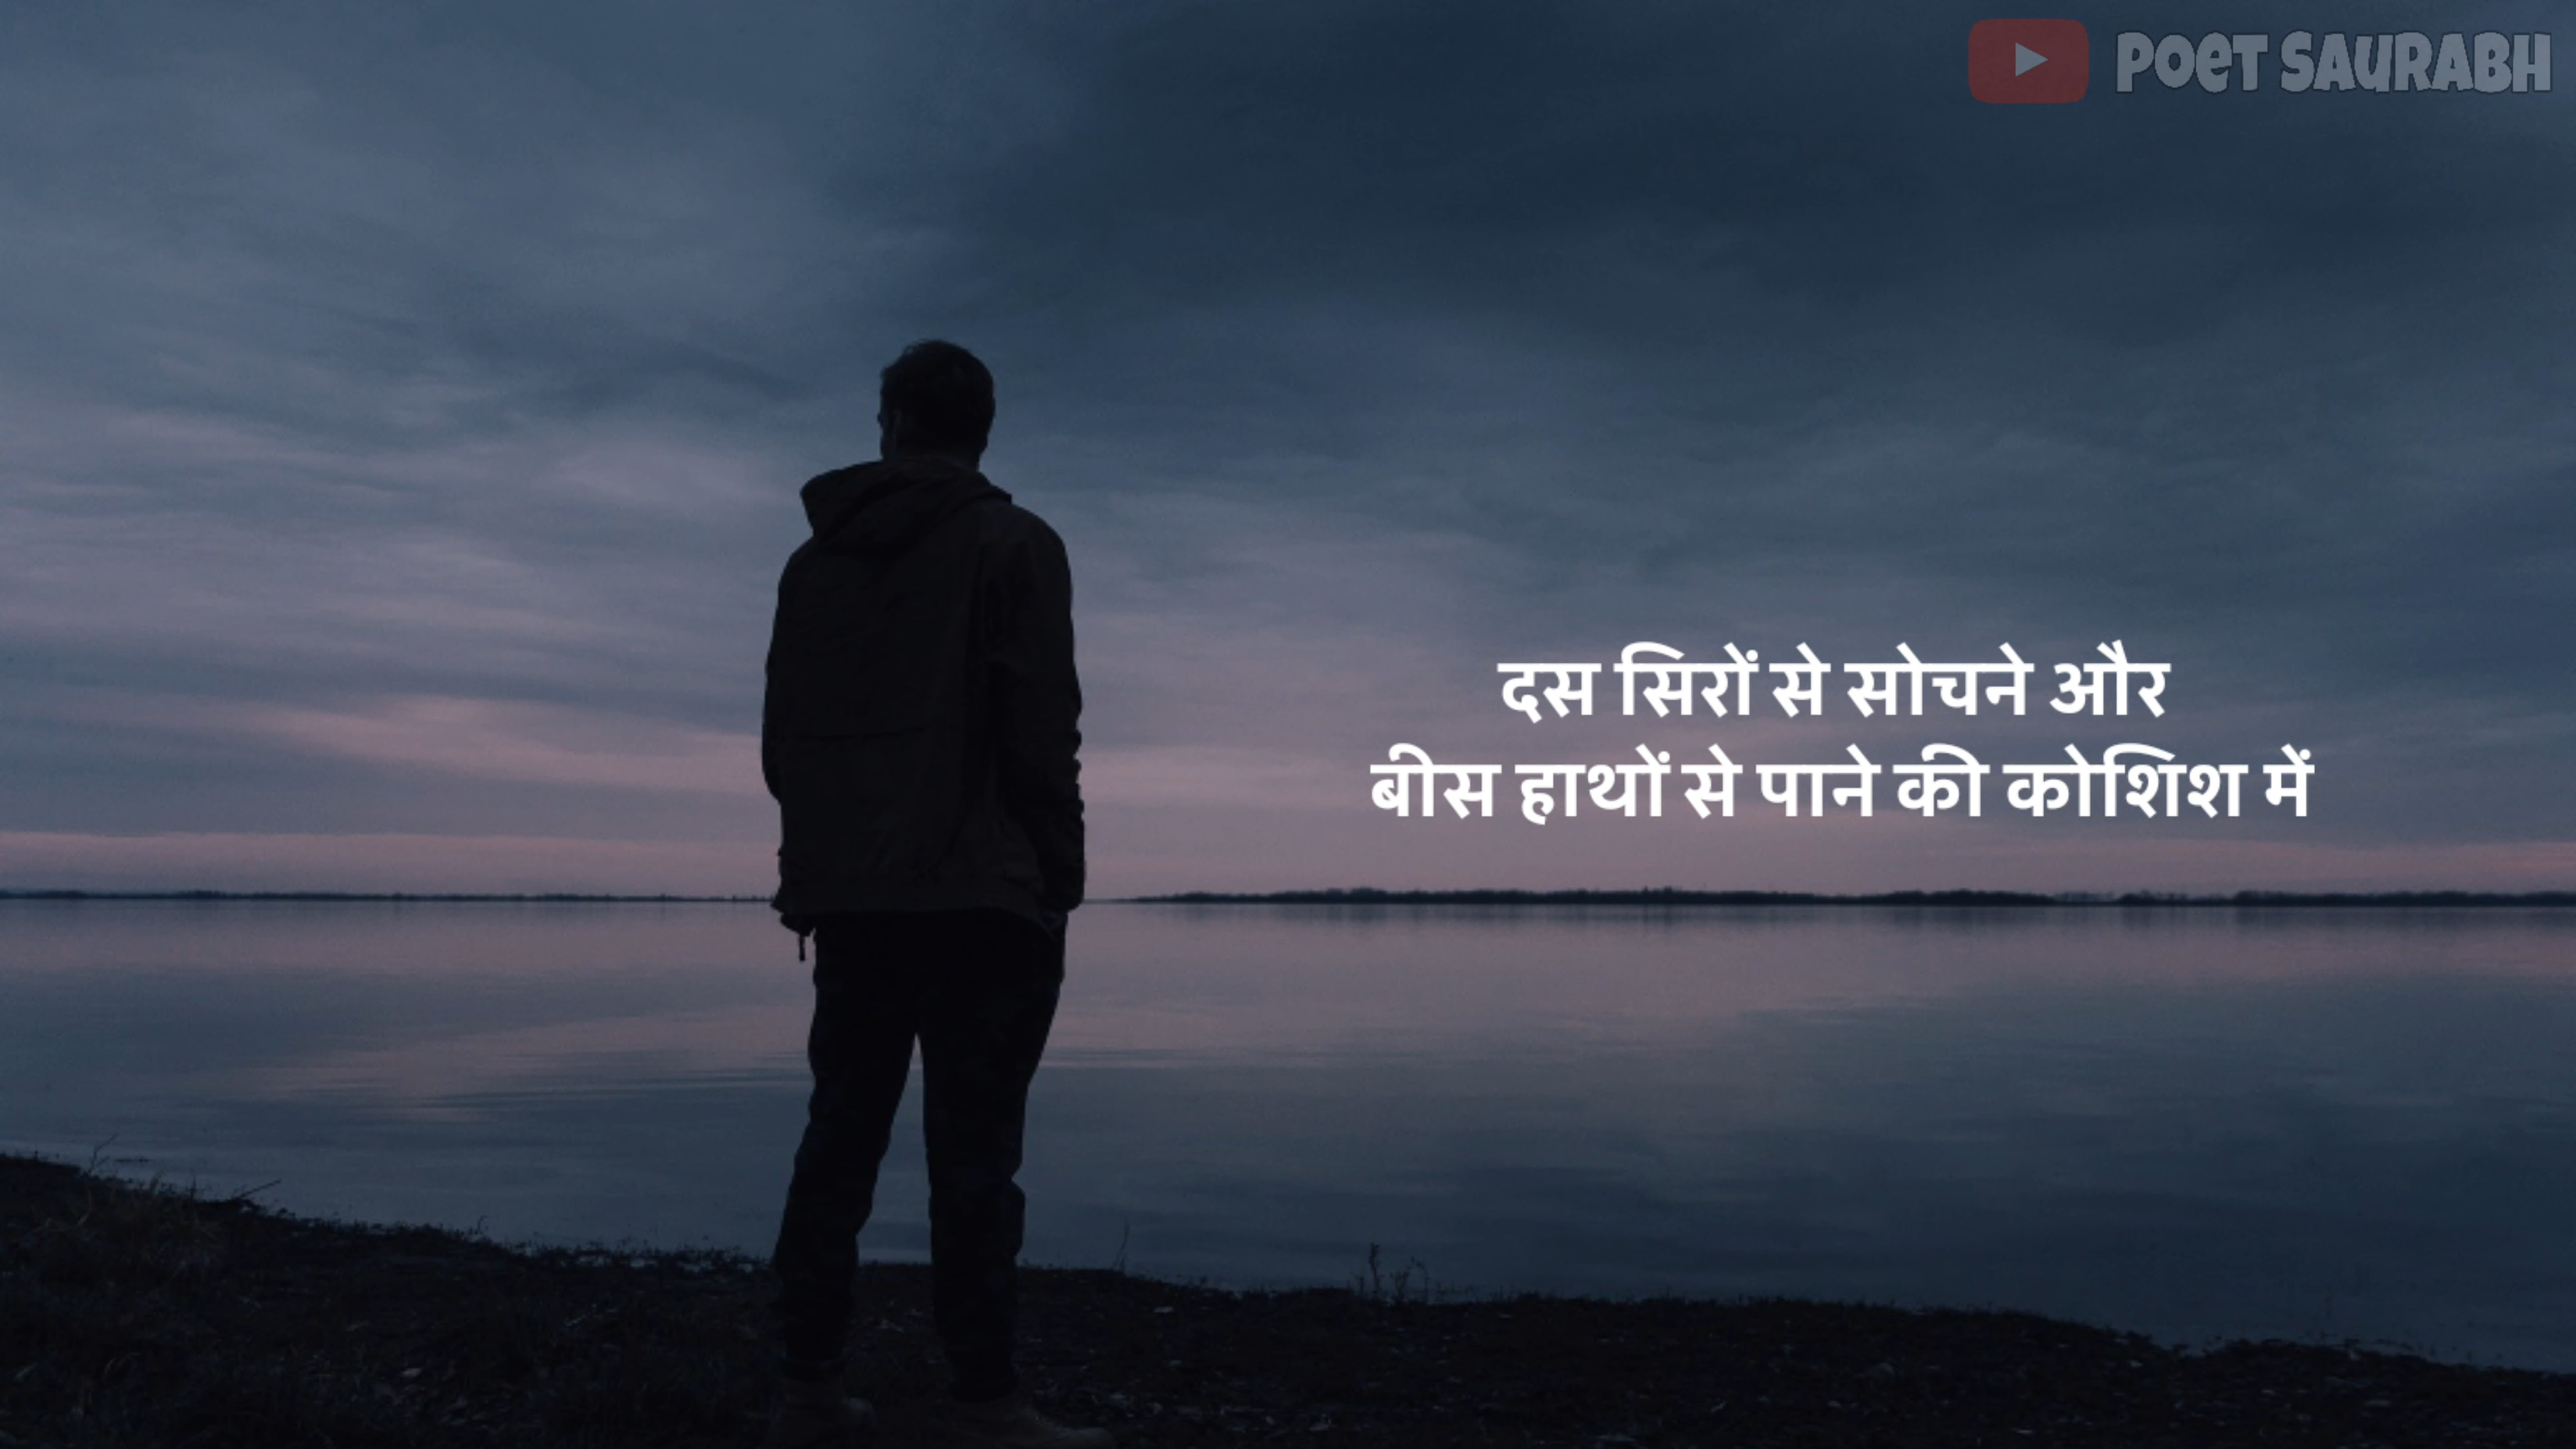 POET SAURABH
दस सिरों से सोचने और
बीस हाथों से पाने की कोशिश में